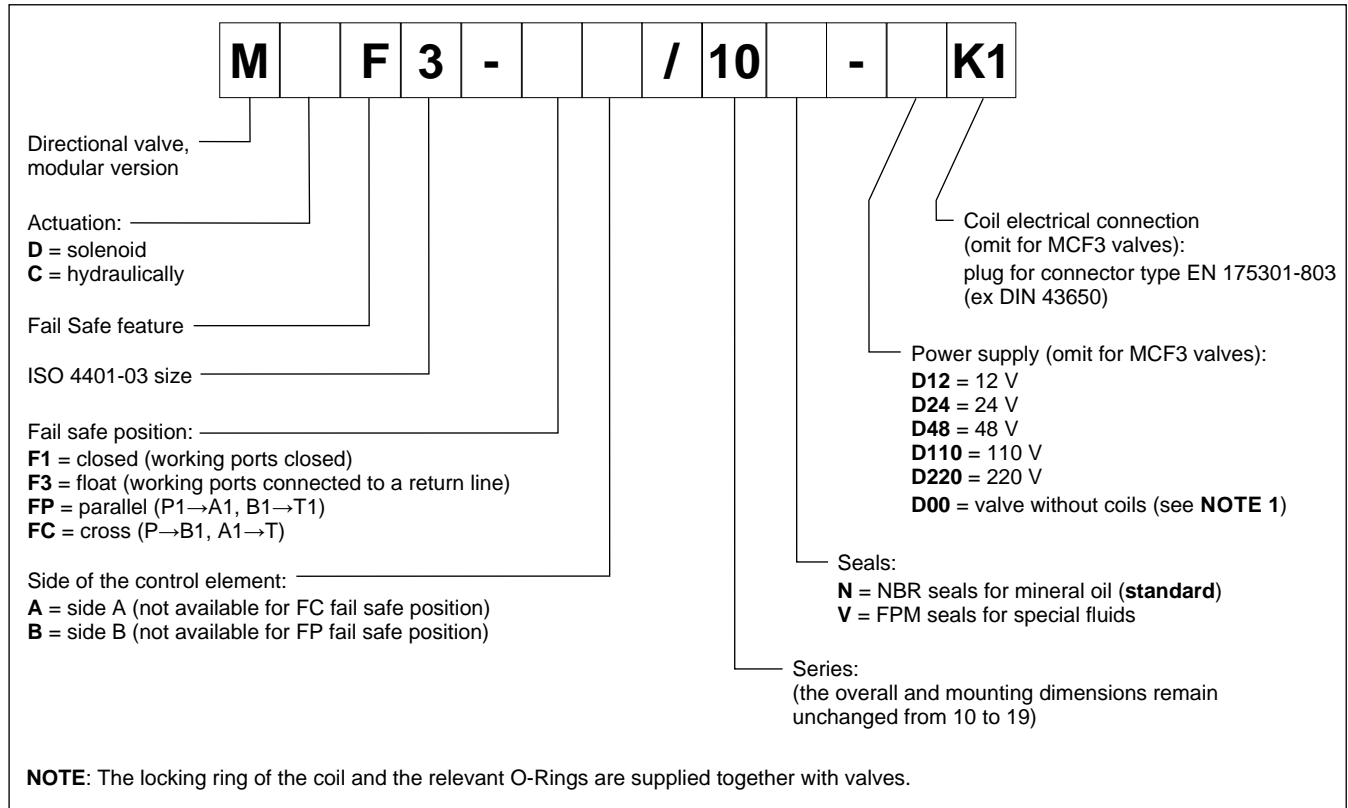 M F 3 - / 10 - K1
Directional valve,
modular version
Actuation:
D = solenoid
C = hydraulically
Fail Safe feature
ISO 4401-03 size
Fail safe position:
F1 = closed (working ports closed)
F3 = float (working ports connected to a return line)
FP = parallel (P1→A1, B1→T1)
FC = cross (P→B1, A1→T)
Side of the control element:
A = side A (not available for FC fail safe position)
B = side B (not available for FP fail safe position)
Coil electrical connection
(omit for MCF3 valves):
plug for connector type EN 175301-803
(ex DIN 43650)
Power supply (omit for MCF3 valves):
D12 = 12 V
D24 = 24 V
D48 = 48 V
D110 = 110 V
D220 = 220 V
D00 = valve without coils (see NOTE 1)
Seals:
N = NBR seals for mineral oil (standard)
V = FPM seals for special fluids
Series:
(the overall and mounting dimensions remain
unchanged from 10 to 19)
NOTE: The locking ring of the coil and the relevant O-Rings are supplied together with valves.